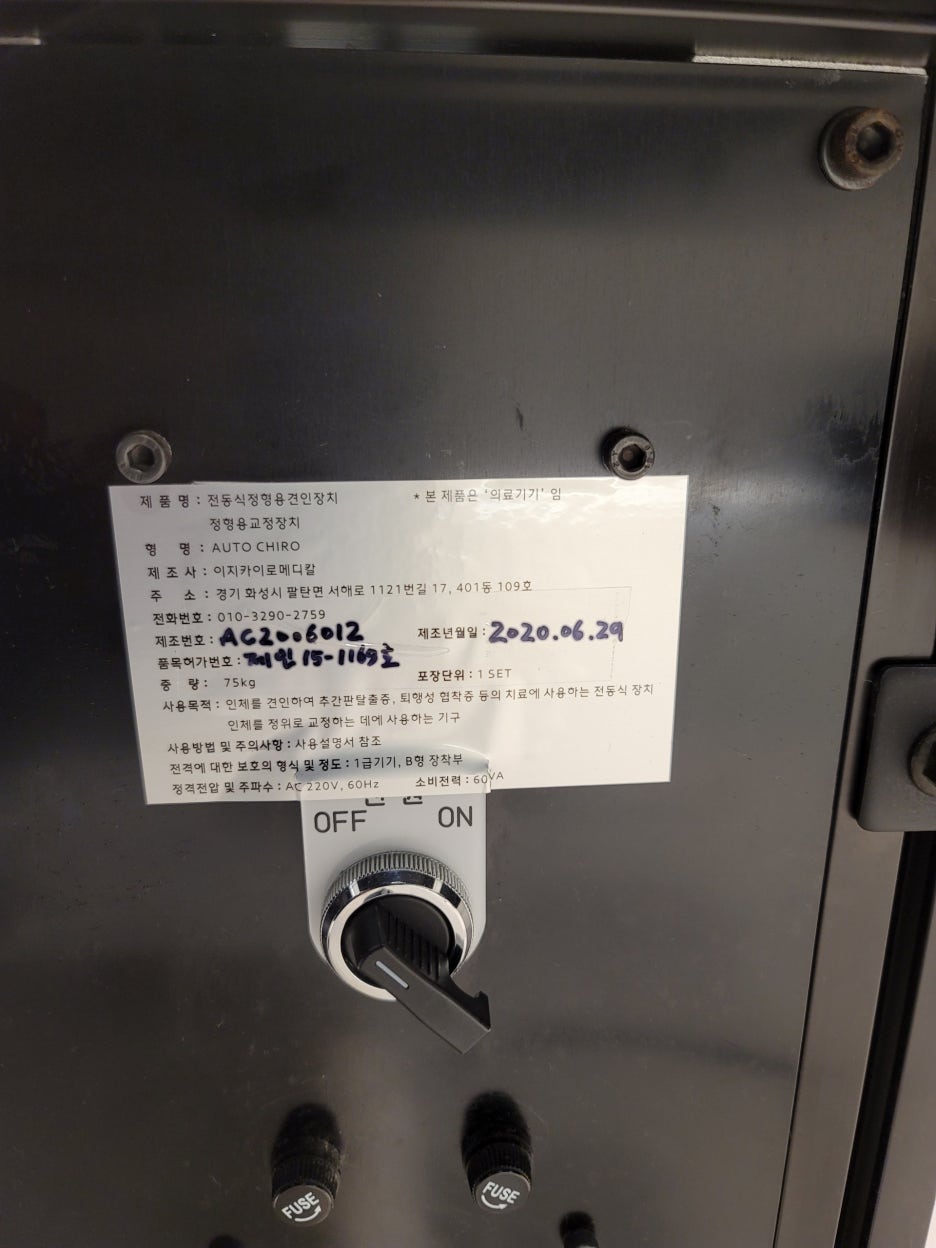 제 품 명 : 전동식정형용견인장치 * 본 제품은 '의료기기' 임
정형용교정장치
형 명 : AUTO CHIRO
제 조 사 : 이지카이로메디칼
주 소 : 경기 화성시 팔탄면 서해로 1121번길 17, 401동 109호
전화번호 : 010-3290-2759
제조번호 : AC2006012 제조년월일 : 2020.06.29
품목허가번호 : 제인 15-1169호
중 량 : 75kg 포장단위 : 1 SET
사용목적 : 인체를 견인하여 추간판탈출증, 퇴행성 협착증 등의 치료에 사용하는 전동식 장치
인체를 정위로 교정하는 데에 사용하는 기구
사용방법 및 주의사항 : 사용설명서 참조
전격에 대한 보호의 형식 및 정도 : 1급기기, B형 장착부
정격전압 및 주파수 : AC 220V, 60Hz 소비전력 : 60VA
OFF ON
FUSE FUSE